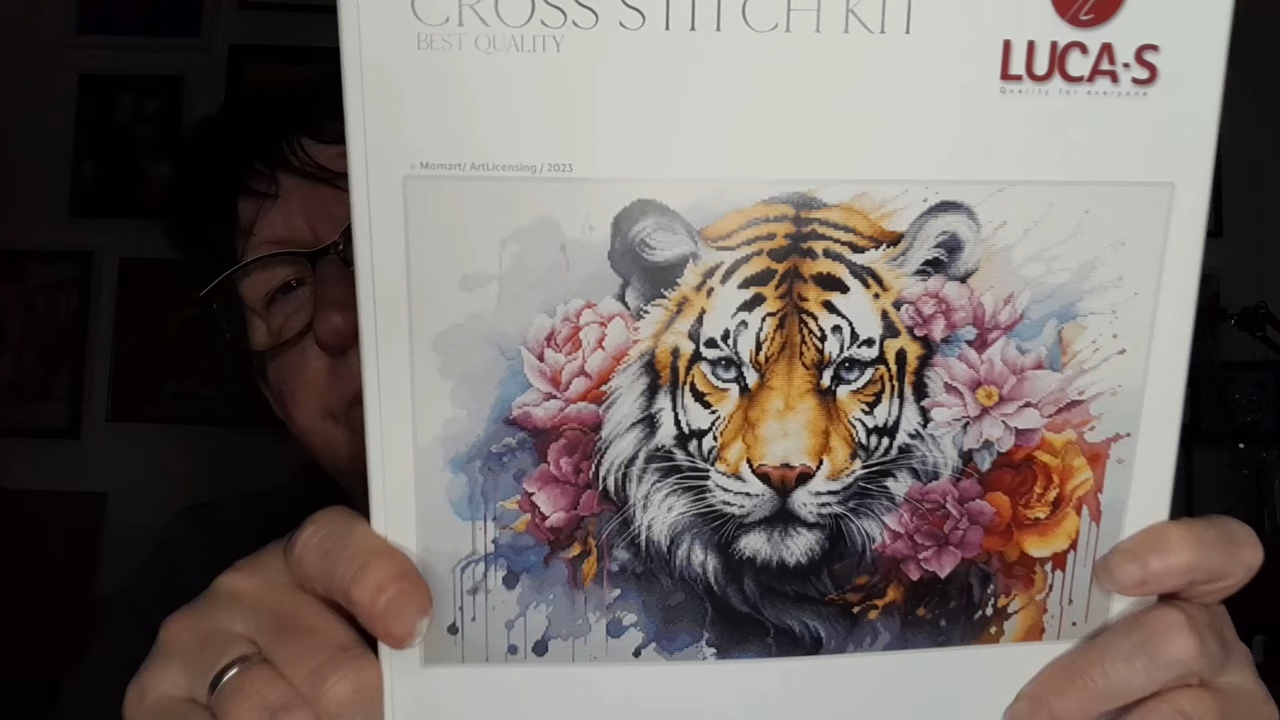 CROSS STITCH KIT
BEST QUALITY
LUCA-S
Quality for everyone
© Momart/ ArtLicensing / 2023